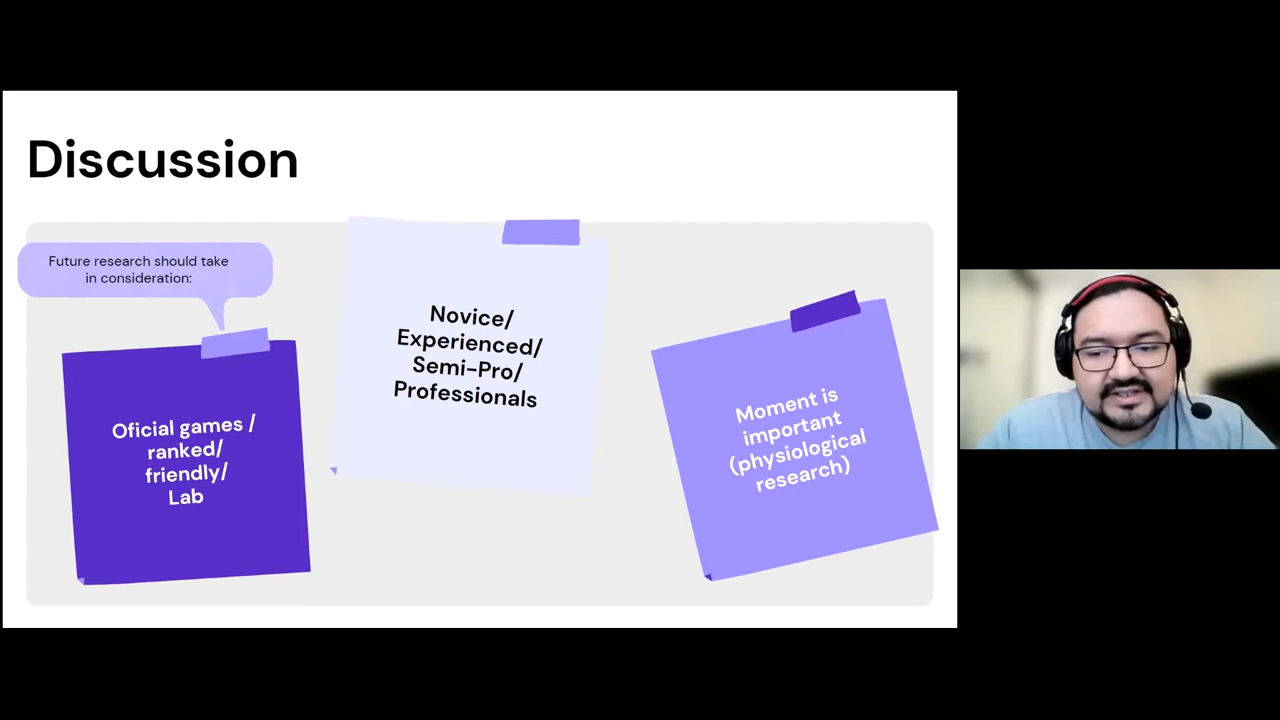 Discussion
Future research should take
in consideration:
Oficial games /
ranked/
friendly/
Lab
Novice/
Experienced/
Semi-Pro/
Professionals
Moment is
important
(physiological
research)